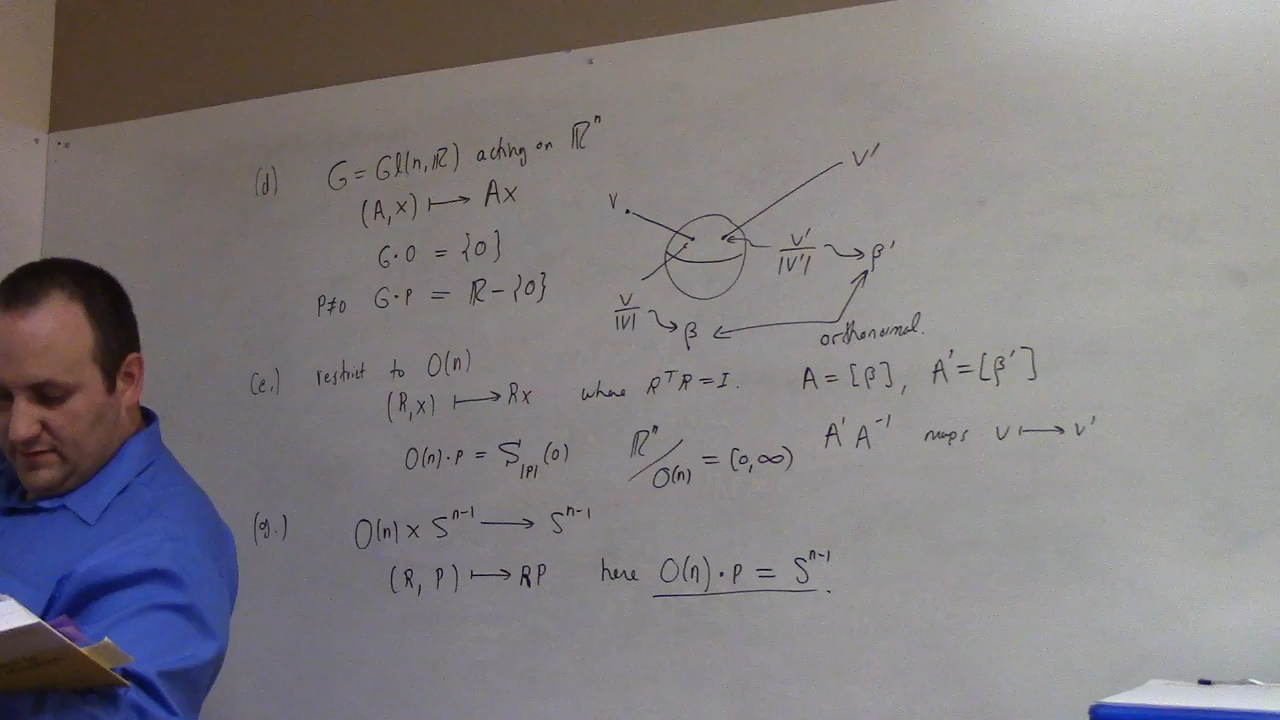 (d) G = Gl(n,ℝ) acting on ℝⁿ
(A,x) ⟼ Ax
G·0 = {0}
P≠0 G·P = ℝ-{0}
V
V'
V'/|V'| ⤳ β'
V/|V| ⤳ β
orthonormal.
(e.) restrict to O(n)
(R,x) ⟼ Rx where RᵀR = I. A = [β], A' = [β']
O(n)·P = S_|P|(0) ℝⁿ/O(n) = [0,∞) A'A⁻¹ maps V ⟼ V'
(g.) O(n) × Sⁿ⁻¹ ⟶ Sⁿ⁻¹
(R, P) ⟼ RP here O(n)·P = Sⁿ⁻¹.